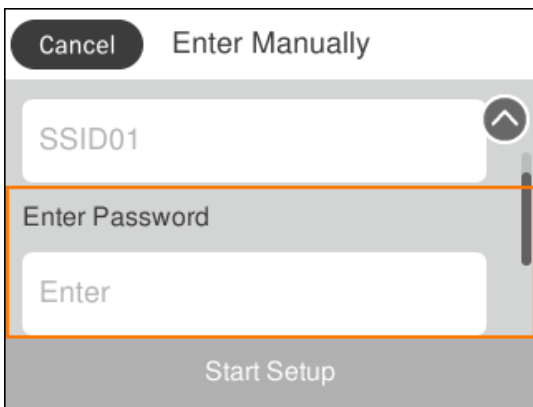 Cancel Enter Manually
SSID01
Enter Password
Enter
Start Setup